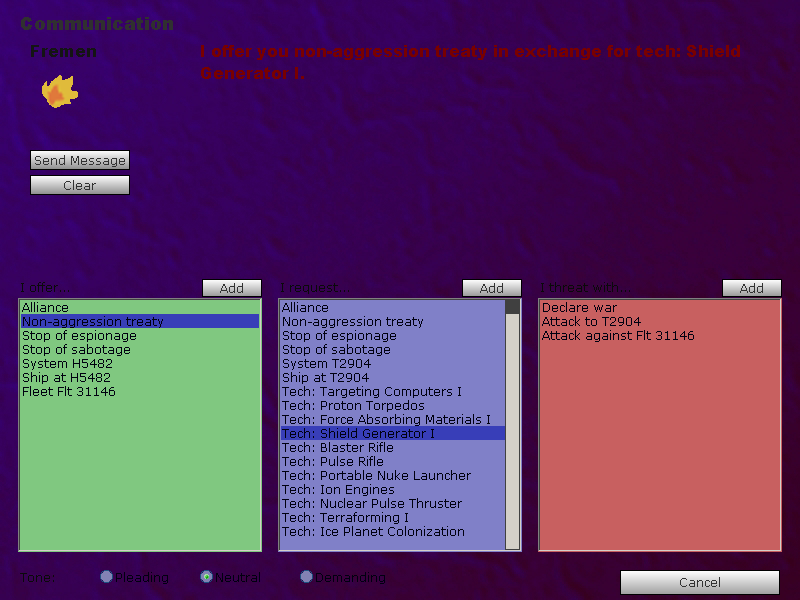 Communication
Fremen
I offer you non-aggression treaty in exchange for tech: Shield
Generator I.
Send Message
Clear
I offer...
Add
I request...
Add
I threat with...
Add
Alliance
Non-aggression treaty
Stop of espionage
Stop of sabotage
System H5482
Ship at H5482
Fleet Flt 31146
Alliance
Non-aggression treaty
Stop of espionage
Stop of sabotage
System T2904
Ship at T2904
Tech: Targeting Computers I
Tech: Proton Torpedos
Tech: Force Absorbing Materials I
Tech: Shield Generator I
Tech: Blaster Rifle
Tech: Pulse Rifle
Tech: Portable Nuke Launcher
Tech: Ion Engines
Tech: Nuclear Pulse Thruster
Tech: Terraforming I
Tech: Ice Planet Colonization
Declare war
Attack to T2904
Attack against Flt 31146
Tone:
Pleading
Neutral
Demanding
Cancel